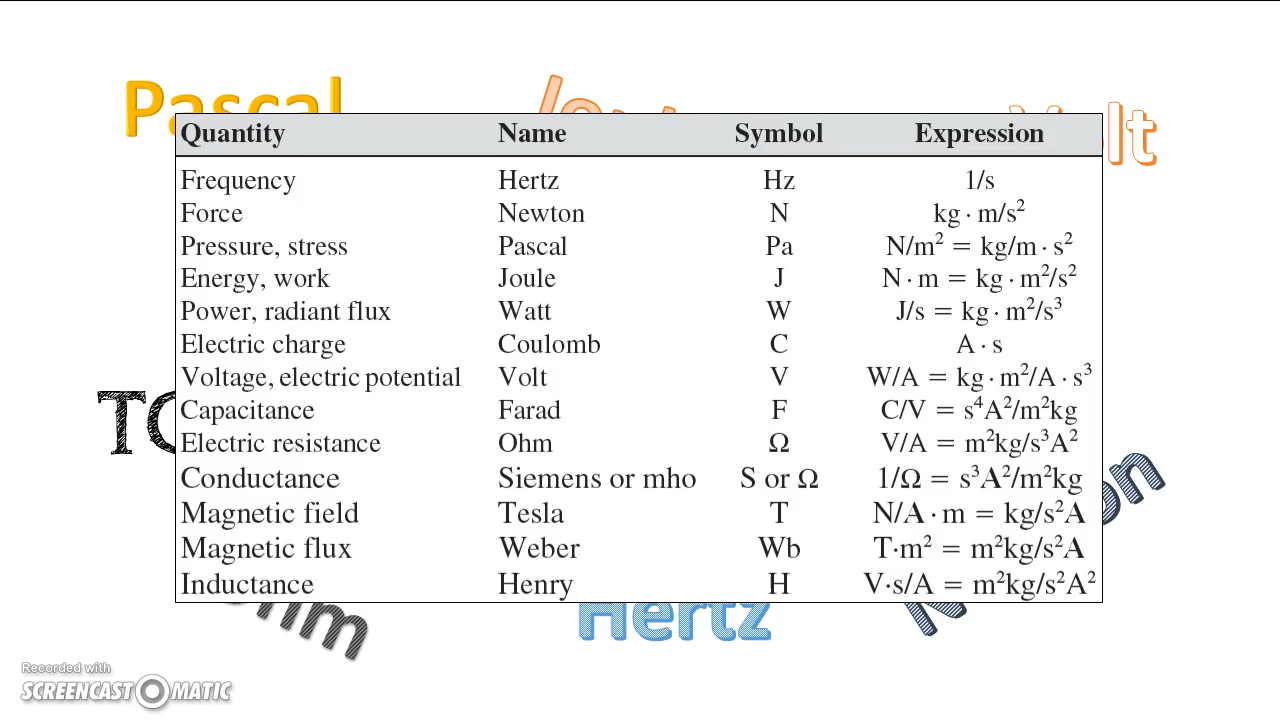 Pascal
Quantity Name Symbol Expression
Frequency Hertz Hz 1/s
Force Newton N kg · m/s²
Pressure, stress Pascal Pa N/m² = kg/m · s²
Energy, work Joule J N · m = kg · m²/s²
Power, radiant flux Watt W J/s = kg · m²/s³
Electric charge Coulomb C A · s
Voltage, electric potential Volt V W/A = kg · m²/A · s³
Capacitance Farad F C/V = s⁴A²/m²kg
Electric resistance Ohm Ω V/A = m²kg/s³A²
Conductance Siemens or mho S or Ω 1/Ω = s³A²/m²kg
Magnetic field Tesla T N/A · m = kg/s²A
Magnetic flux Weber Wb T·m² = m²kg/s²A
Inductance Henry H V·s/A = m²kg/s²A²
Hertz
Recorded with
SCREENCAST-O-MATIC